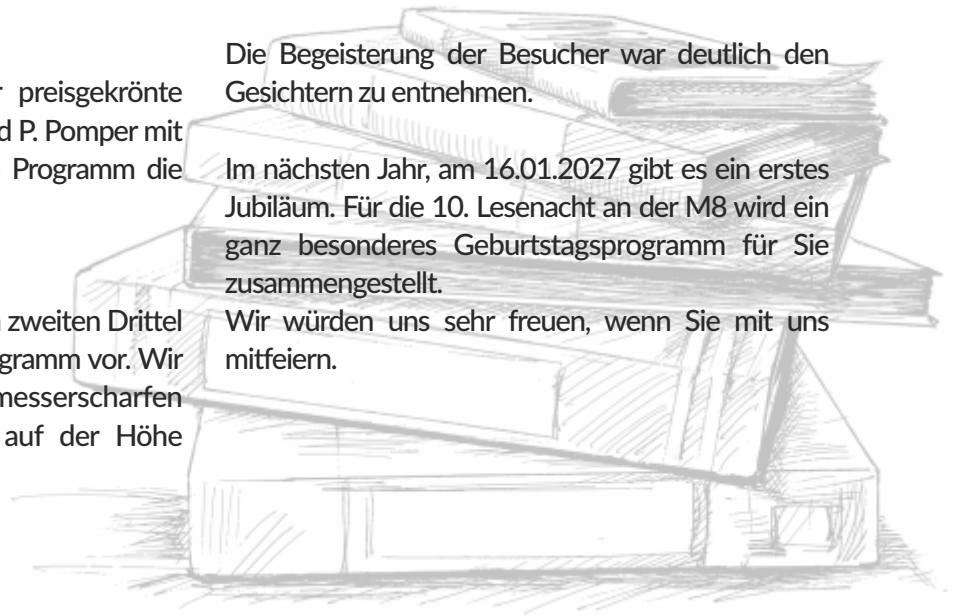 r preisgekrönte
d P. Pomper mit
Programm die
zweiten Drittel
gramm vor. Wir
messerscharfen
auf der Höhe
Die Begeisterung der Besucher war deutlich den
Gesichtern zu entnehmen.
Im nächsten Jahr, am 16.01.2027 gibt es ein erstes
Jubiläum. Für die 10. Lesenacht an der M8 wird ein
ganz besonderes Geburtstagsprogramm für Sie
zusammengestellt.
Wir würden uns sehr freuen, wenn Sie mit uns
mitfeiern.